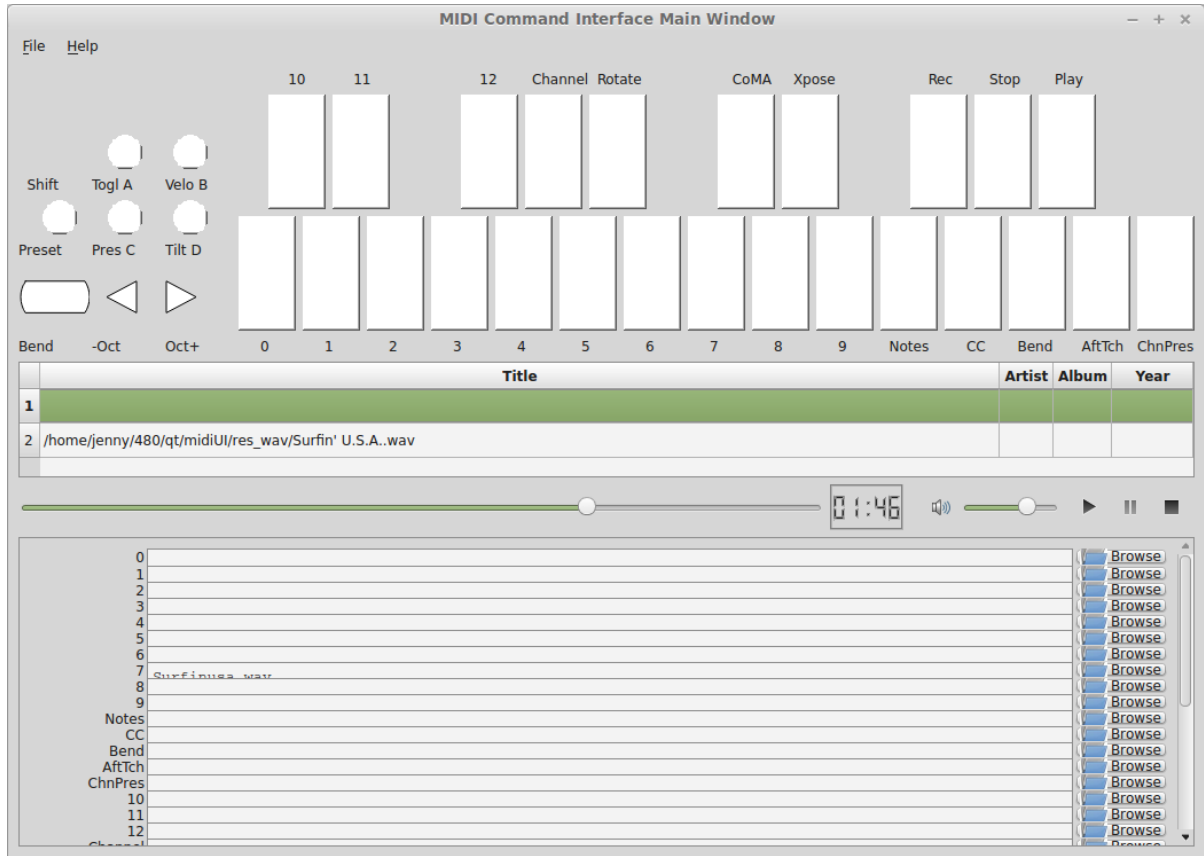 MIDI Command Interface Main Window
File Help
10 11 12 Channel Rotate CoMA Xpose Rec Stop Play
Shift Togl A Velo B
Preset Pres C Tilt D
Bend -Oct Oct+ 0 1 2 3 4 5 6 7 8 9 Notes CC Bend AftTch ChnPres
Title Artist Album Year
1
2 /home/jenny/480/qt/midiUI/res_wav/Surfin' U.S.A..wav
01:46
0 Browse
1 Browse
2 Browse
3 Browse
4 Browse
5 Browse
6 Browse
7 Surfinusa.wav Browse
8 Browse
9 Browse
Notes Browse
CC Browse
Bend Browse
AftTch Browse
ChnPres Browse
10 Browse
11 Browse
12 Browse
Channel Browse